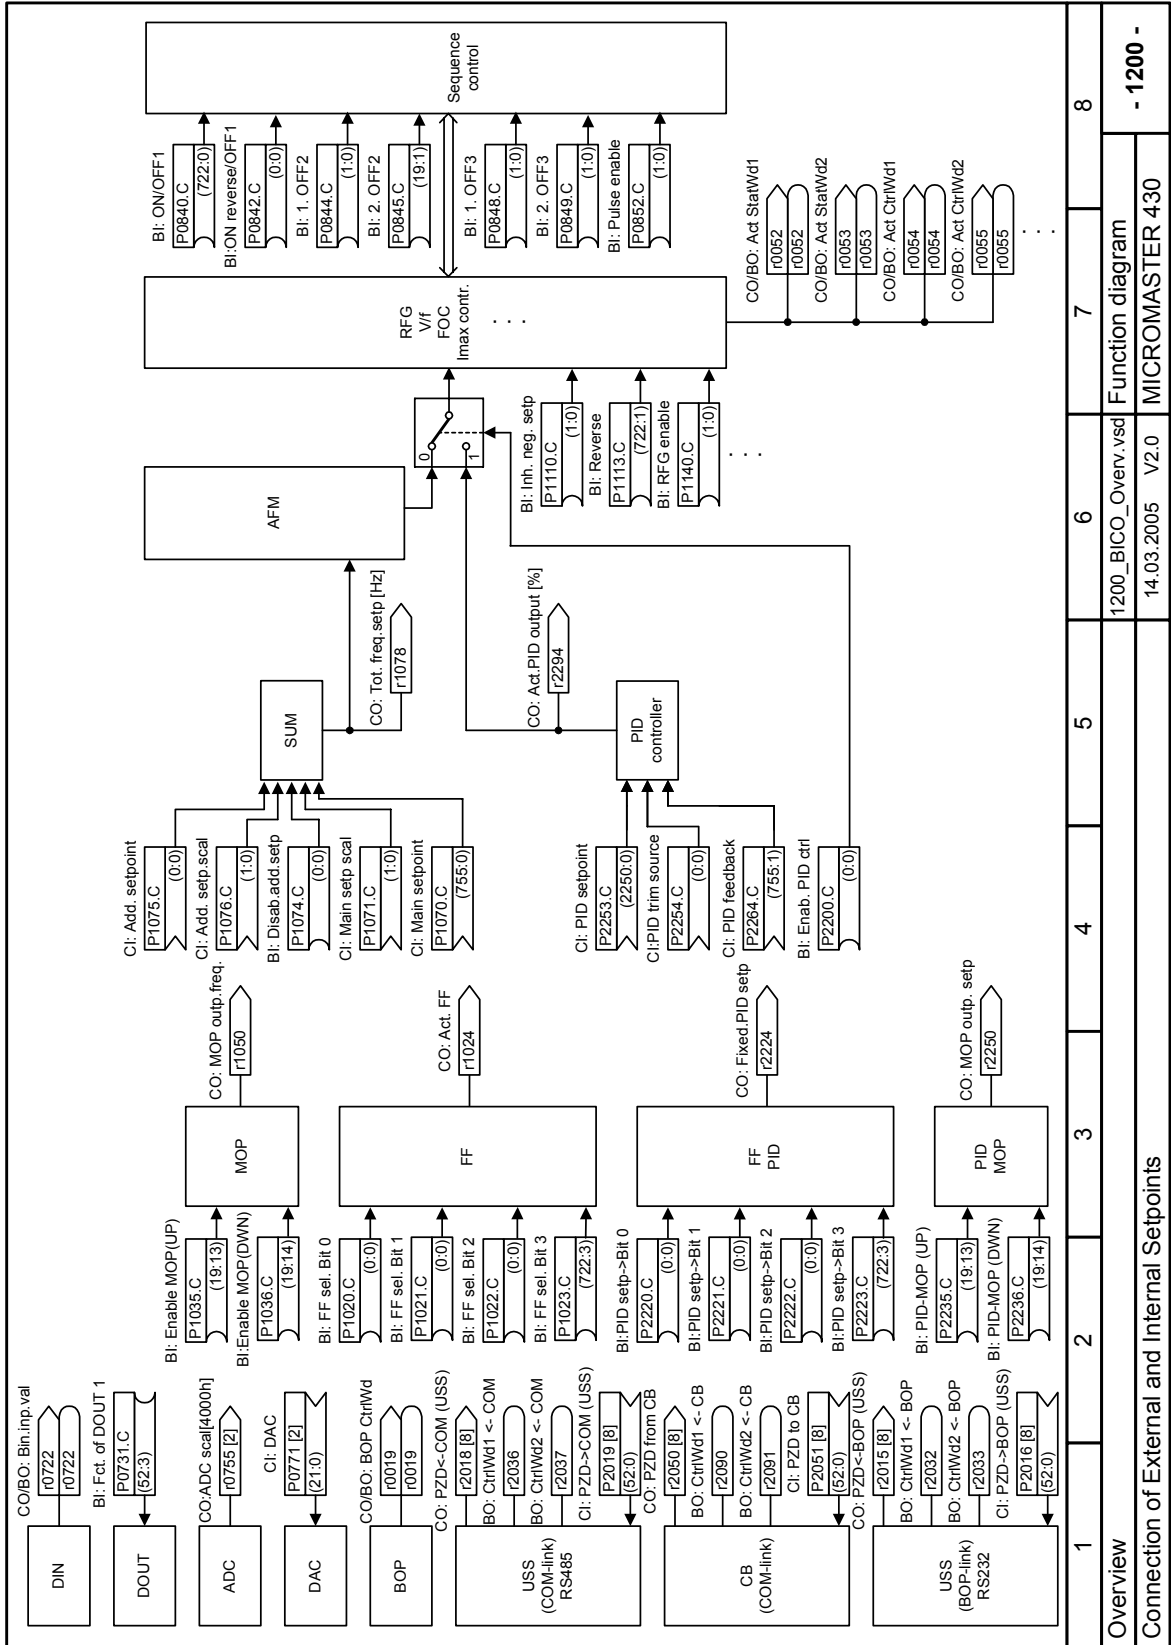 DIN
CO/BO: Bin.inp.val
r0722
r0722
DOUT
BI: Fct. of DOUT 1
P0731.C
(52:3)
ADC
CO:ADC scal[400h]
r0755 [2]
DAC
CI: DAC
P0771 [2]
(21:0)
BOP
CO/BO: BOP CtrlWd
r0019
r0019
USS
(COM-link)
RS485
CO: PZD<-COM (USS)
r2018 [8]
BO: CtrlWd1 <- COM
r2036
BO: CtrlWd2 <- COM
r2037
CI: PZD->COM (USS)
P2019 [8]
(52:0)
CB
(COM-link)
CO: PZD from CB
r2050 [8]
BO: CtrlWd1 <- CB
r2090
BO: CtrlWd2 <- CB
r2091
CI: PZD to CB
P2051 [8]
(52:0)
USS
(BOP-link)
RS232
CO: PZD<-BOP (USS)
r2015 [8]
BO: CtrlWd1 <- BOP
r2032
BO: CtrlWd2 <- BOP
r2033
CI: PZD->BOP (USS)
P2016 [8]
(52:0)
BI: Enable MOP(UP)
P1035.C
(19:13)
BI:Enable MOP(DWN)
P1036.C
(19:14)
MOP
CO: MOP outp.freq.
r1050
BI: FF sel. Bit 0
P1020.C
(0:0)
BI: FF sel. Bit 1
P1021.C
(0:0)
BI: FF sel. Bit 2
P1022.C
(0:0)
BI: FF sel. Bit 3
P1023.C
(722:3)
FF
CO: Act. FF
r1024
BI:PID setp->Bit 0
P2220.C
(0:0)
BI:PID setp->Bit 1
P2221.C
(0:0)
BI:PID setp->Bit 2
P2222.C
(0:0)
BI:PID setp->Bit 3
P2223.C
(722:3)
FF
PID
CO: Fixed.PID setp
r2224
BI: PID-MOP (UP)
P2235.C
(19:13)
BI: PID-MOP (DWN)
P2236.C
(19:14)
PID
MOP
CO: MOP outp. setp
r2250
CI: Add. setpoint
P1075.C
(0:0)
CI: Add. setp.scal
P1076.C
(1:0)
BI: Disab.add.setp
P1074.C
(0:0)
CI: Main setp scal
P1071.C
(1:0)
CI: Main setpoint
P1070.C
(755:0)
SUM
CO: Tot. freq.setp [Hz]
r1078
CI: PID setpoint
P2253.C
(2250:0)
CI:PID trim source
P2254.C
(0:0)
CI: PID feedback
P2264.C
(755:1)
BI: Enab. PID ctrl
P2200.C
(0:0)
PID
controller
CO: Act.PID output [%]
r2294
AFM
0
1
BI: Inh. neg. setp
P1110.C
(1:0)
BI: Reverse
P1113.C
(722:1)
BI: RFG enable
P1140.C
(1:0)
. . .
RFG
V/f
FOC
Imax contr.
. . .
BI: ON/OFF1
P0840.C
(722:0)
BI:ON reverse/OFF1
P0842.C
(0:0)
BI: 1. OFF2
P0844.C
(1:0)
BI: 2. OFF2
P0845.C
(19:1)
BI: 1. OFF3
P0848.C
(1:0)
BI: 2. OFF3
P0849.C
(1:0)
BI: Pulse enable
P0852.C
(1:0)
Sequence
control
CO/BO: Act StatWd1
r0052
r0052
CO/BO: Act StatWd2
r0053
r0053
CO/BO: Act CtrlWd1
r0054
r0054
CO/BO: Act CtrlWd2
r0055
r0055
. . .
1 2 3 4 5 6 7 8
Overview 1200_BICO_Overv.vsd Function diagram - 1200 -
Connection of External and Internal Setpoints 14.03.2005 V2.0 MICROMASTER 430